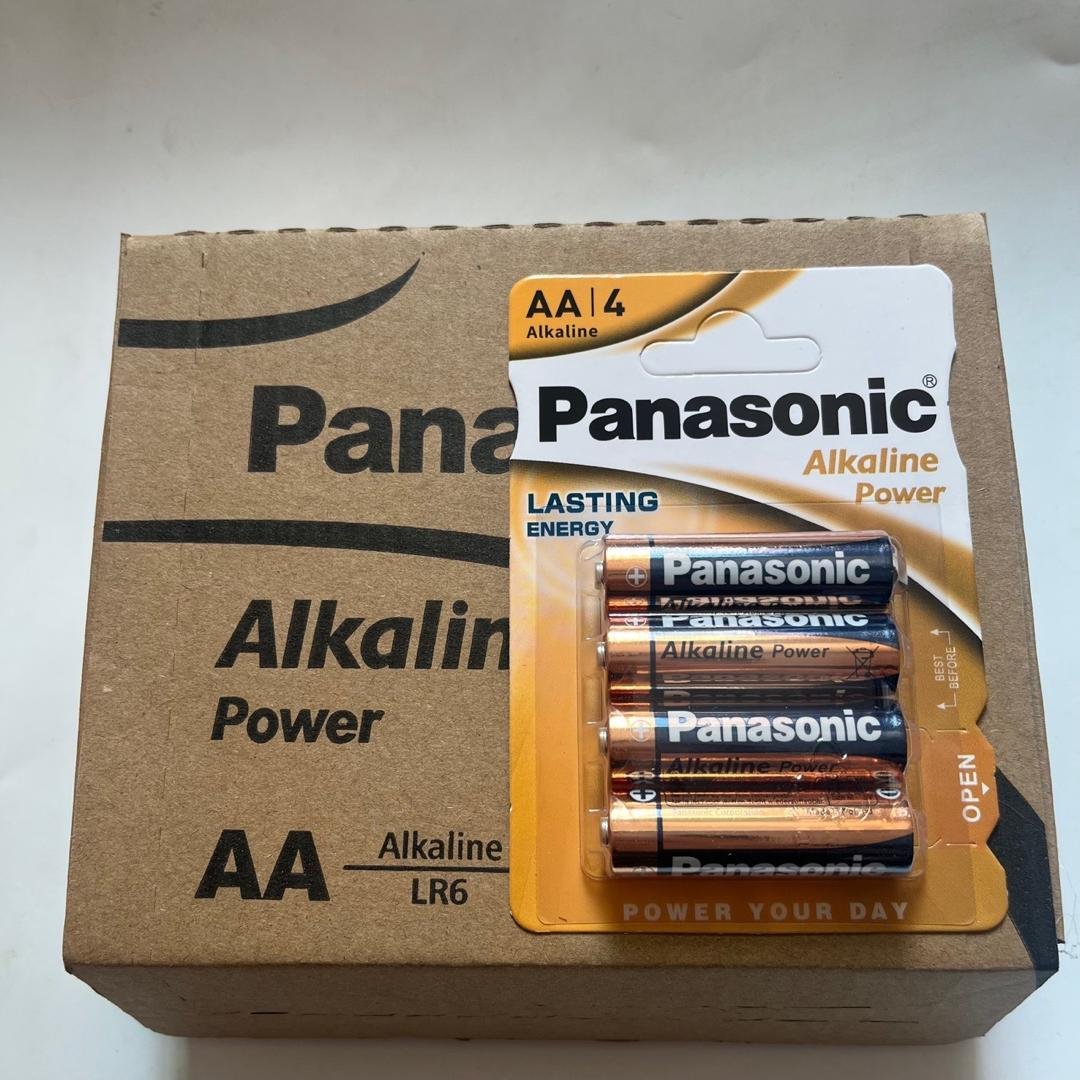 Pana
Alkalin
Power
AA
Alkaline
LR6
AA|4
Alkaline
Panasonic®
Alkaline
Power
LASTING
ENERGY
Panasonic
Panasonic
Alkaline Power
Panasonic
Alkaline Power
Panasonic
BEST
BEFORE
OPEN
POWER YOUR DAY